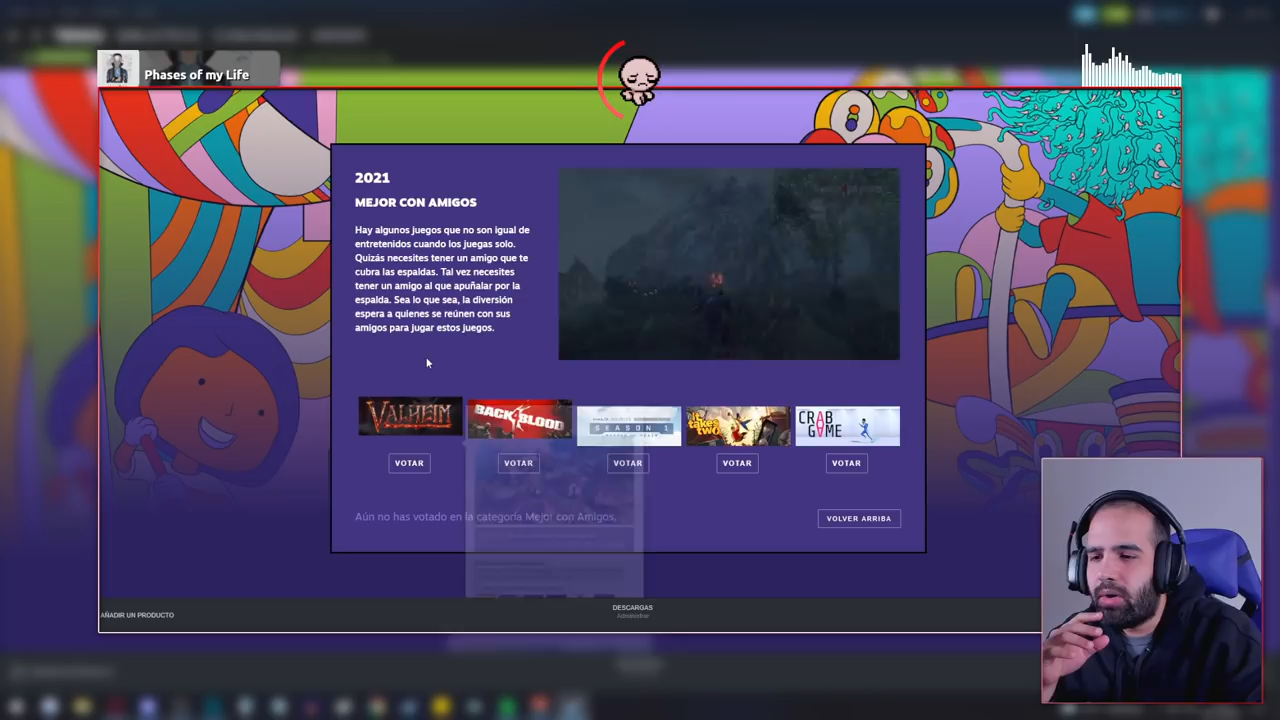 Phases of my Life
2021
MEJOR CON AMIGOS
Hay algunos juegos que no son igual de
entretenidos cuando los juegas solo.
Quizás necesites tener un amigo que te
cubra las espaldas. Tal vez necesites
tener un amigo al que apuñalar por la
espalda. Sea lo que sea, la diversión
espera a quienes se reúnen con sus
amigos para jugar estos juegos.
VALHEIM
BACK 4 BLOOD
SEASON 1
it takes two
CRAB GAME
VOTAR
VOTAR
VOTAR
VOTAR
VOTAR
Aún no has votado en la categoría Mejor con Amigos.
VOLVER ARRIBA
AÑADIR UN PRODUCTO
DESCARGAS
Administrar